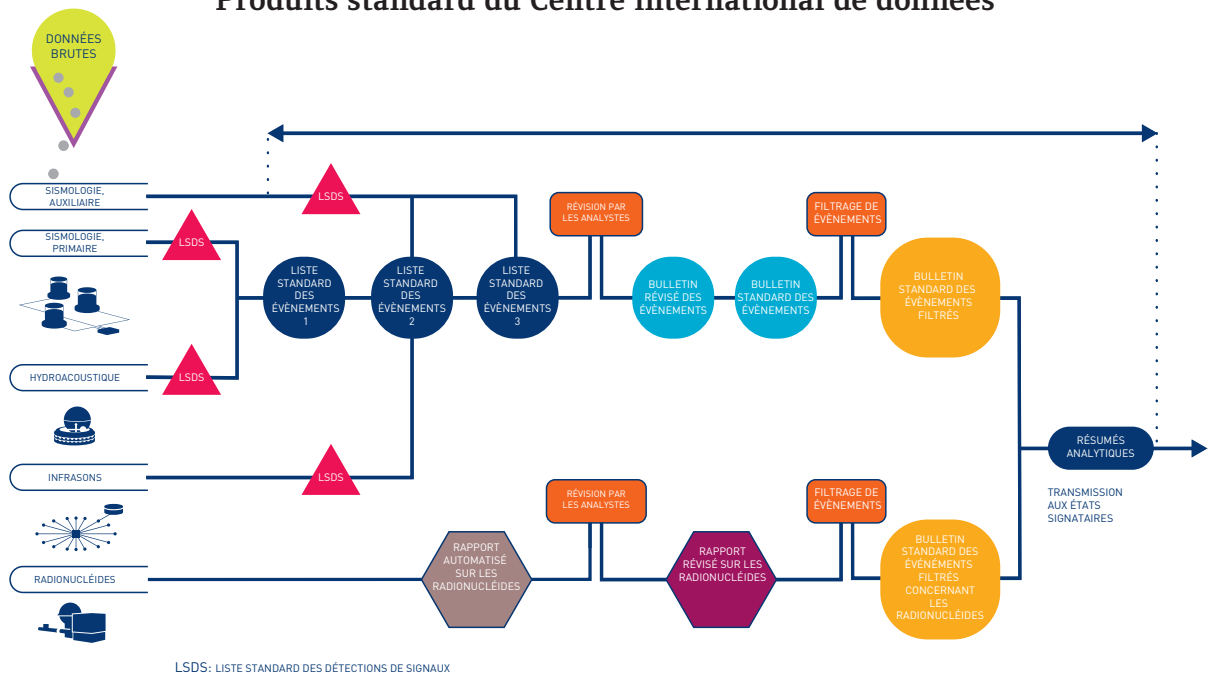 Produits standard du Centre international de données
DONNÉES
BRUTES
SISMOLOGIE,
AUXILIAIRE
LSDS
SISMOLOGIE,
PRIMAIRE
LSDS
HYDROACOUSTIQUE
LSDS
INFRASONS
LSDS
RADIONUCLÉIDES
LISTE
STANDARD
DES
ÉVÈNEMENTS
1
LISTE
STANDARD
DES
ÉVÈNEMENTS
2
LISTE
STANDARD
DES
ÉVÈNEMENTS
3
RÉVISION PAR
LES ANALYSTES
BULLETIN
RÉVISÉ DES
ÉVÈNEMENTS
BULLETIN
STANDARD DES
ÉVÈNEMENTS
FILTRAGE DE
ÉVÈNEMENTS
BULLETIN
STANDARD DES
ÉVÈNEMENTS
FILTRÉS
RAPPORT
AUTOMATISÉ
SUR LES
RADIONUCLÉIDES
RÉVISION PAR
LES ANALYSTES
RAPPORT
RÉVISÉ SUR LES
RADIONUCLÉIDES
FILTRAGE DE
ÉVÈNEMENTS
BULLETIN
STANDARD DES
ÉVÉNÉMENTS
FILTRÉS
CONCERNANT
LES
RADIONUCLÉIDES
RÉSUMÉS
ANALYTIQUES
TRANSMISSION
AUX ÉTATS
SIGNATAIRES
LSDS: LISTE STANDARD DES DÉTECTIONS DE SIGNAUX